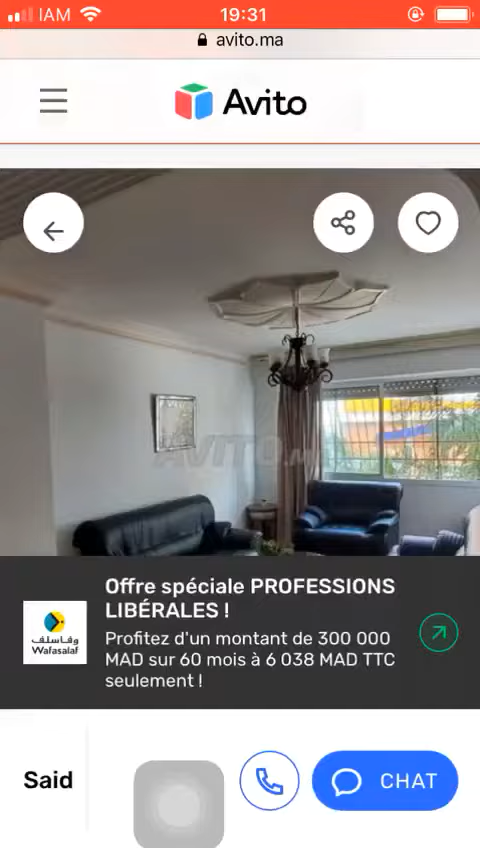 IAM 19:31
avito.ma
Avito
AVITO.ma
Offre spéciale PROFESSIONS
LIBÉRALES !
Profitez d'un montant de 300 000
MAD sur 60 mois à 6 038 MAD TTC
seulement !
وفاسلف
Wafasalaf
Said
CHAT